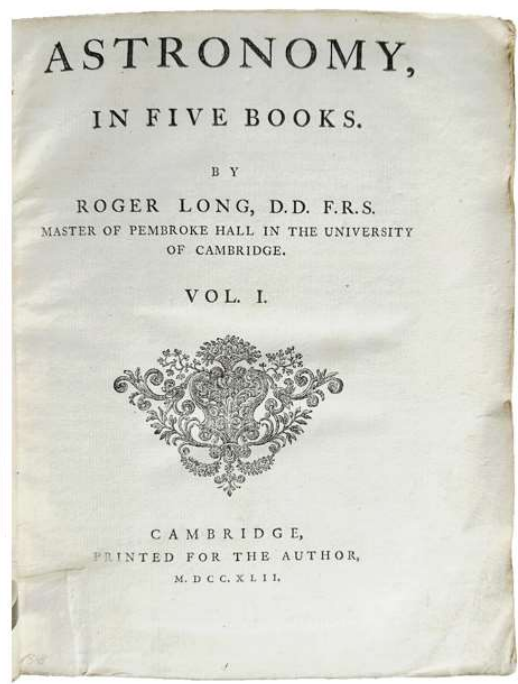 ASTRONOMY,
IN FIVE BOOKS.
BY
ROGER LONG, D.D. F.R.S.
MASTER OF PEMBROKE HALL IN THE UNIVERSITY
OF CAMBRIDGE.
VOL. I.
CAMBRIDGE,
PRINTED FOR THE AUTHOR,
M.DCC.XLII.